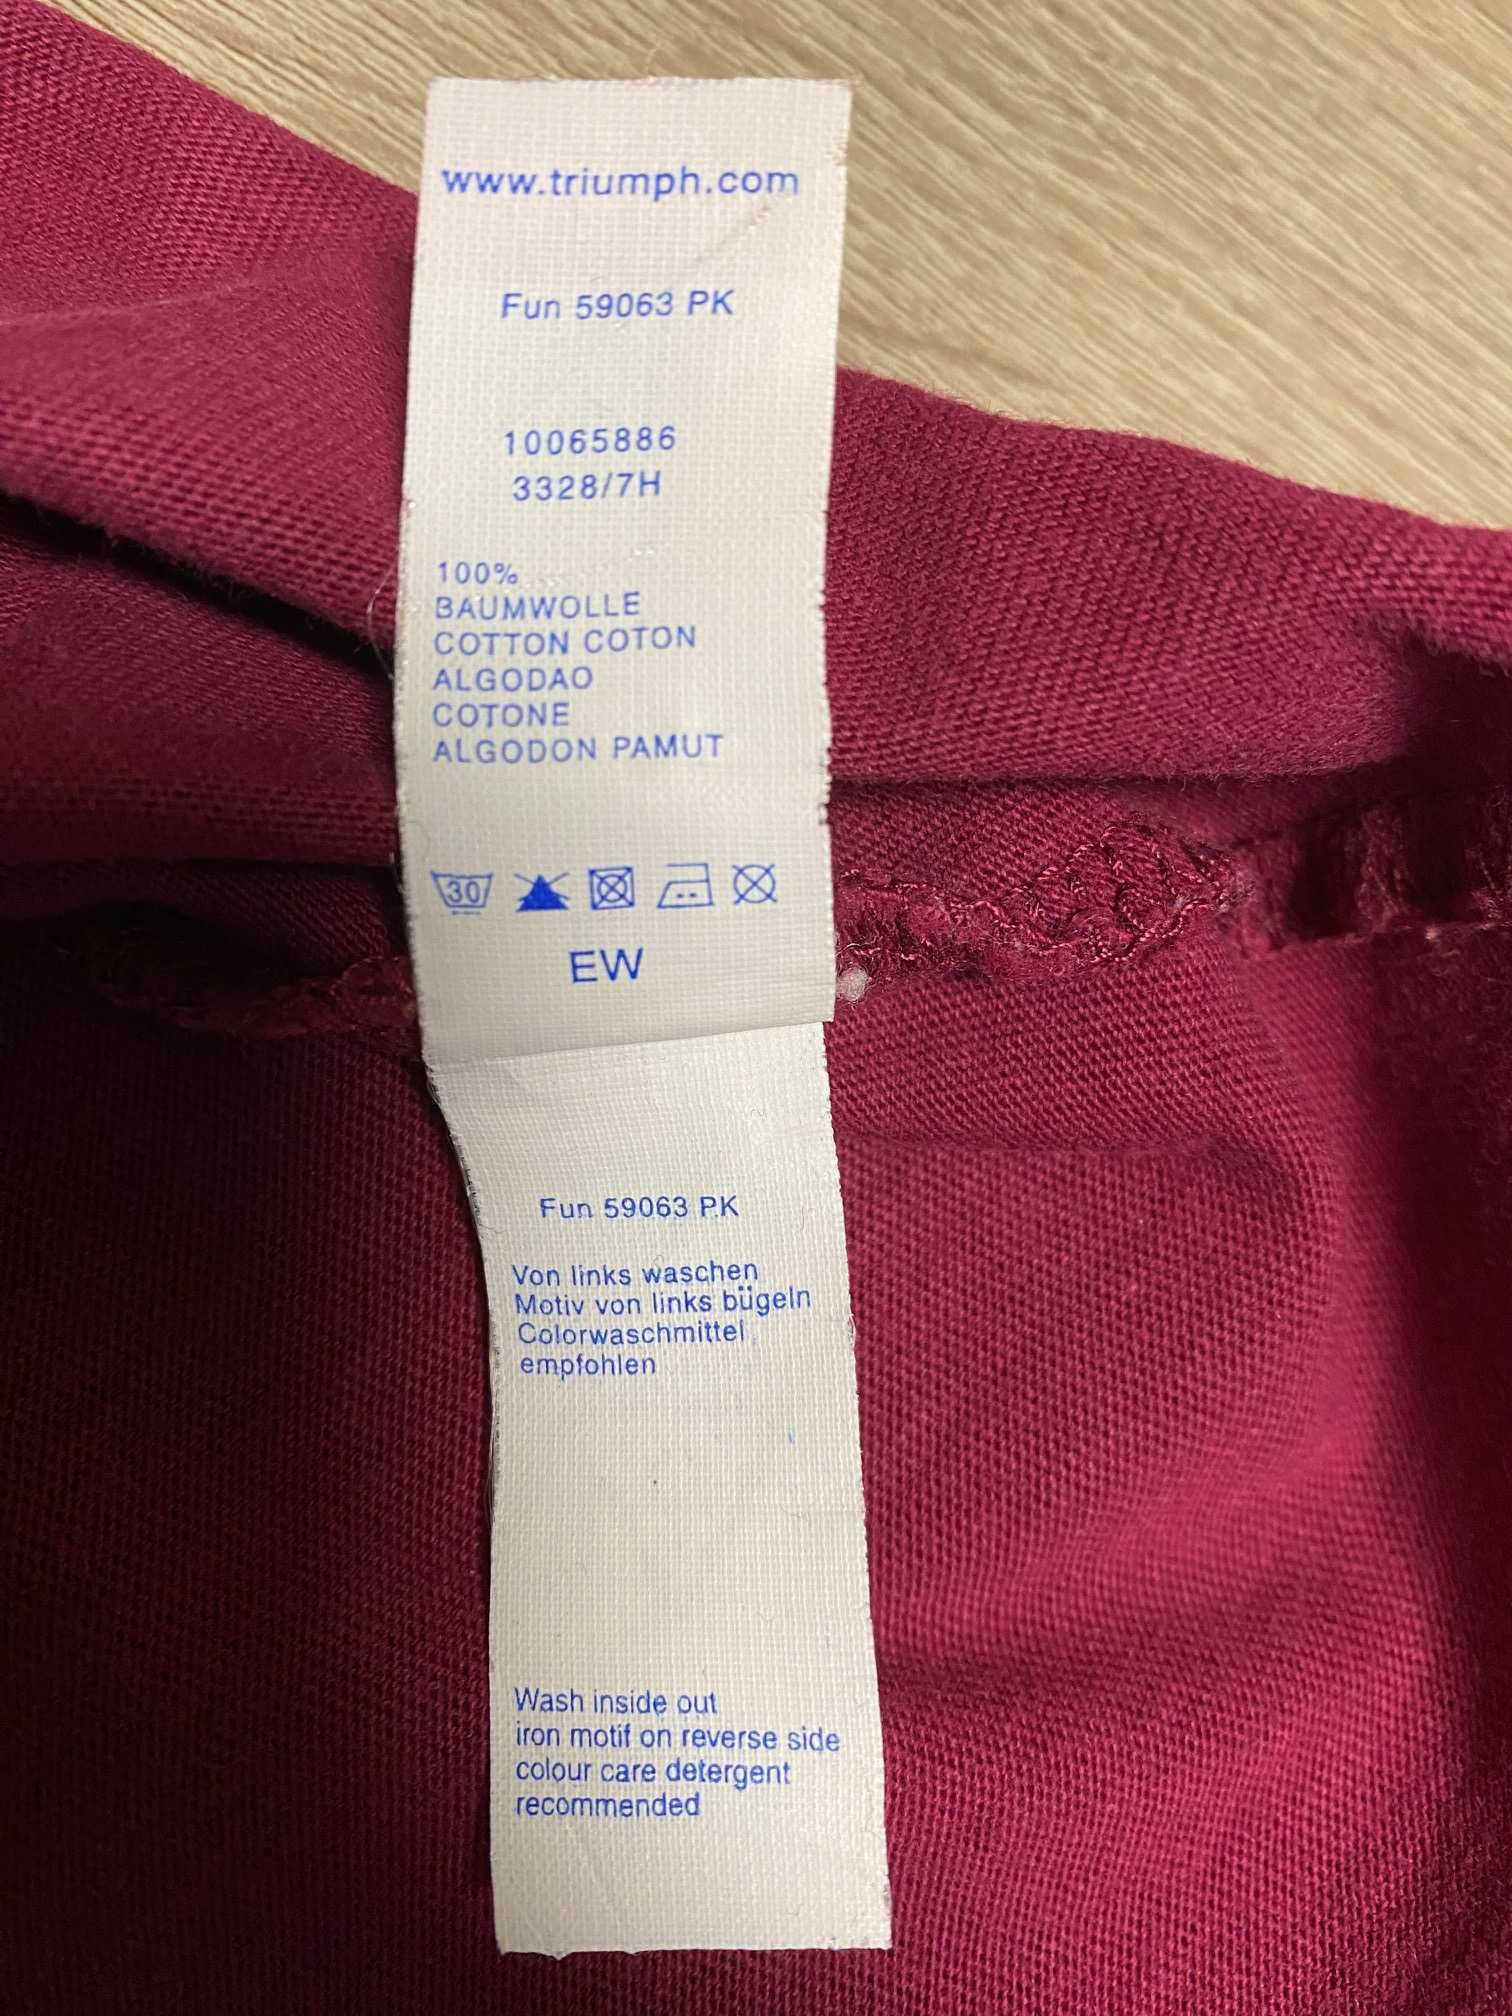 www.triumph.com
Fun 59063 PK
10065886
3328/7H
100%
BAUMWOLLE
COTTON COTON
ALGODAO
COTONE
ALGODON PAMUT
30
EW
Fun 59063 PK
Von links waschen
Motiv von links bügeln
Colorwaschmittel
empfohlen
Wash inside out
iron motif on reverse side
colour care detergent
recommended